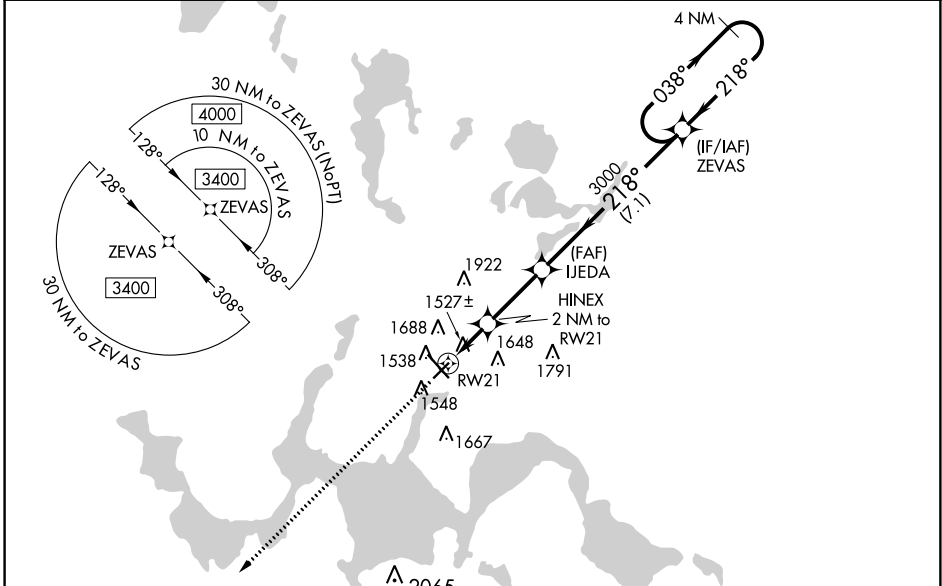 4 NM
038°
218°
(IF/IAF)
ZEVAS
30 NM to ZEVAS (NoPT)
4000
10 NM to ZEVAS
3400
128°
ZEVAS
308°
128°
ZEVAS
3400
308°
30 NM to ZEVAS
3000
218°
(7.1)
(FAF)
IJEDA
HINEX
2 NM to
RW21
1922
1527±
1688
1648
1538
1791
RW21
1548
1667
2065